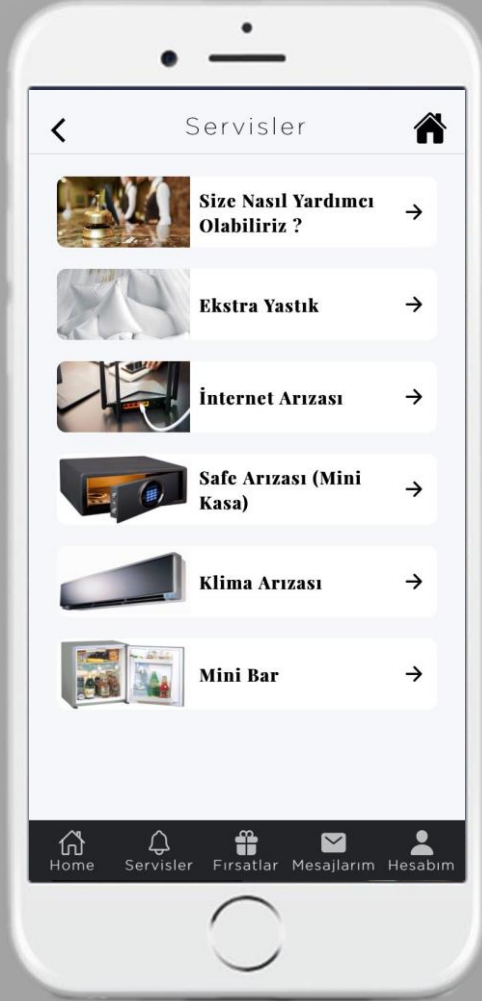 Servisler
Size Nasıl Yardımcı
Olabiliriz ?
Ekstra Yastık
İnternet Arızası
Safe Arızası (Mini
Kasa)
Klima Arızası
Mini Bar
Home Servisler Fırsatlar Mesajlarım Hesabım